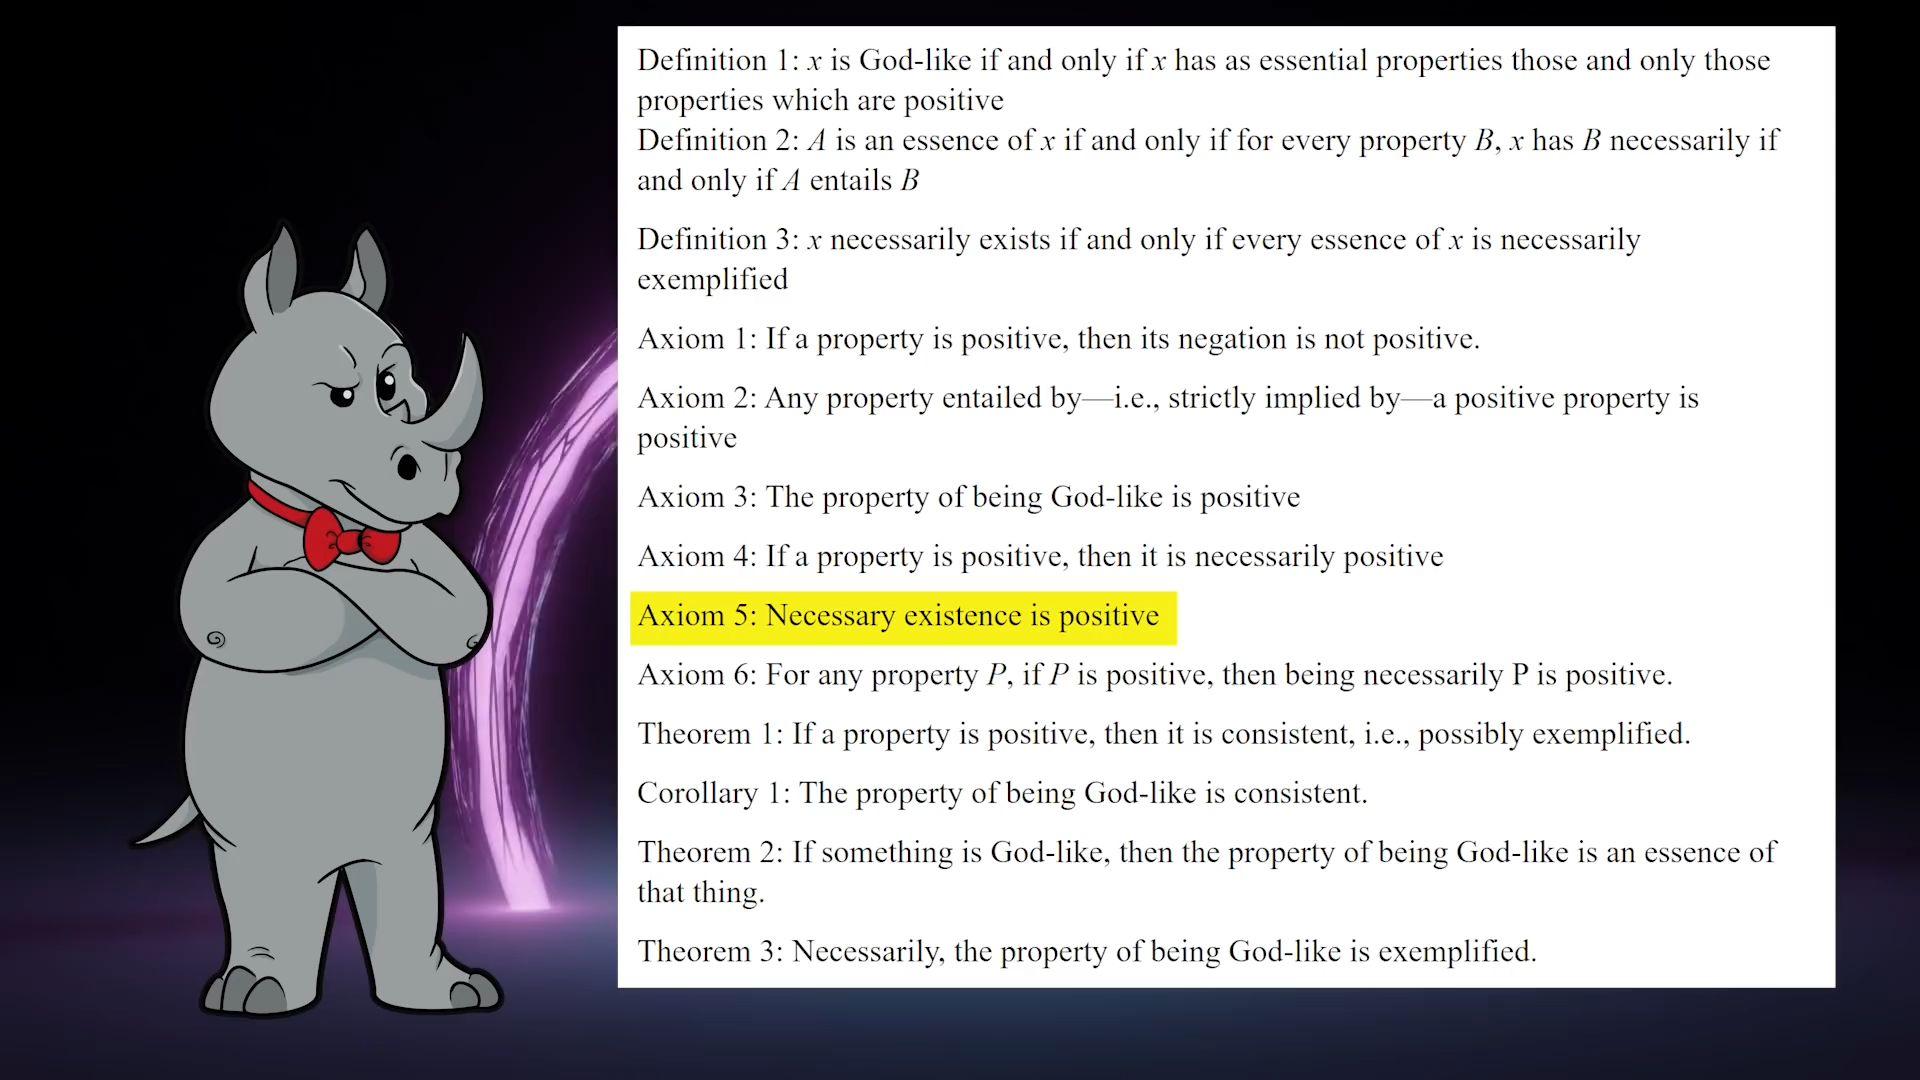 Definition 1: x is God-like if and only if x has as essential properties those and only those
properties which are positive
Definition 2: A is an essence of x if and only if for every property B, x has B necessarily if
and only if A entails B
Definition 3: x necessarily exists if and only if every essence of x is necessarily
exemplified
Axiom 1: If a property is positive, then its negation is not positive.
Axiom 2: Any property entailed by—i.e., strictly implied by—a positive property is
positive
Axiom 3: The property of being God-like is positive
Axiom 4: If a property is positive, then it is necessarily positive
Axiom 5: Necessary existence is positive
Axiom 6: For any property P, if P is positive, then being necessarily P is positive.
Theorem 1: If a property is positive, then it is consistent, i.e., possibly exemplified.
Corollary 1: The property of being God-like is consistent.
Theorem 2: If something is God-like, then the property of being God-like is an essence of
that thing.
Theorem 3: Necessarily, the property of being God-like is exemplified.